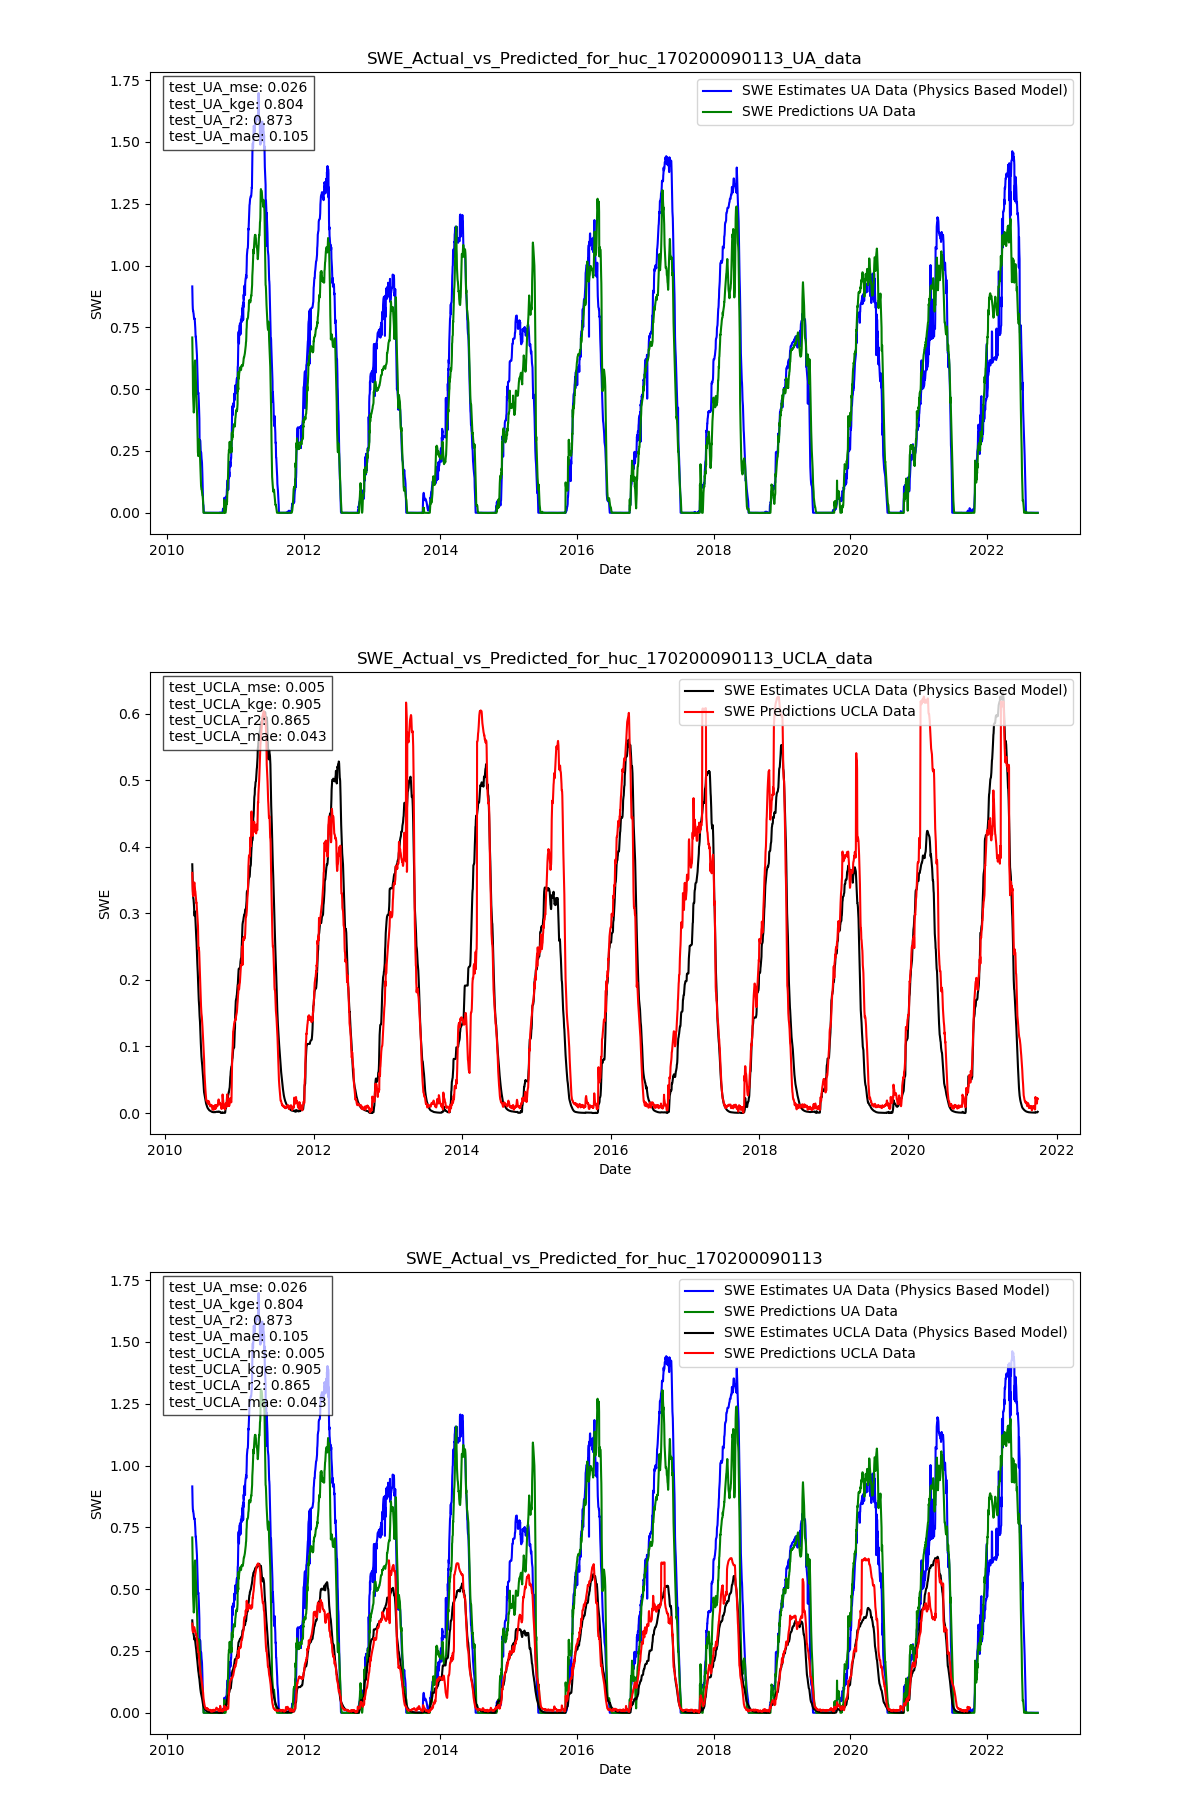 SWE_Actual_vs_Predicted_for_huc_170200090113_UA_data
test_UA_mse: 0.026
test_UA_kge: 0.804
test_UA_r2: 0.873
test_UA_mae: 0.105
SWE Estimates UA Data (Physics Based Model)
SWE Predictions UA Data
1.75
1.50
1.25
1.00
0.75
0.50
0.25
0.00
SWE
2010 2012 2014 2016 2018 2020 2022
Date
SWE_Actual_vs_Predicted_for_huc_170200090113_UCLA_data
test_UCLA_mse: 0.005
test_UCLA_kge: 0.905
test_UCLA_r2: 0.865
test_UCLA_mae: 0.043
SWE Estimates UCLA Data (Physics Based Model)
SWE Predictions UCLA Data
0.6
0.5
0.4
0.3
0.2
0.1
0.0
SWE
2010 2012 2014 2016 2018 2020 2022
Date
SWE_Actual_vs_Predicted_for_huc_170200090113
test_UA_mse: 0.026
test_UA_kge: 0.804
test_UA_r2: 0.873
test_UA_mae: 0.105
test_UCLA_mse: 0.005
test_UCLA_kge: 0.905
test_UCLA_r2: 0.865
test_UCLA_mae: 0.043
SWE Estimates UA Data (Physics Based Model)
SWE Predictions UA Data
SWE Estimates UCLA Data (Physics Based Model)
SWE Predictions UCLA Data
1.75
1.50
1.25
1.00
0.75
0.50
0.25
0.00
SWE
2010 2012 2014 2016 2018 2020 2022
Date